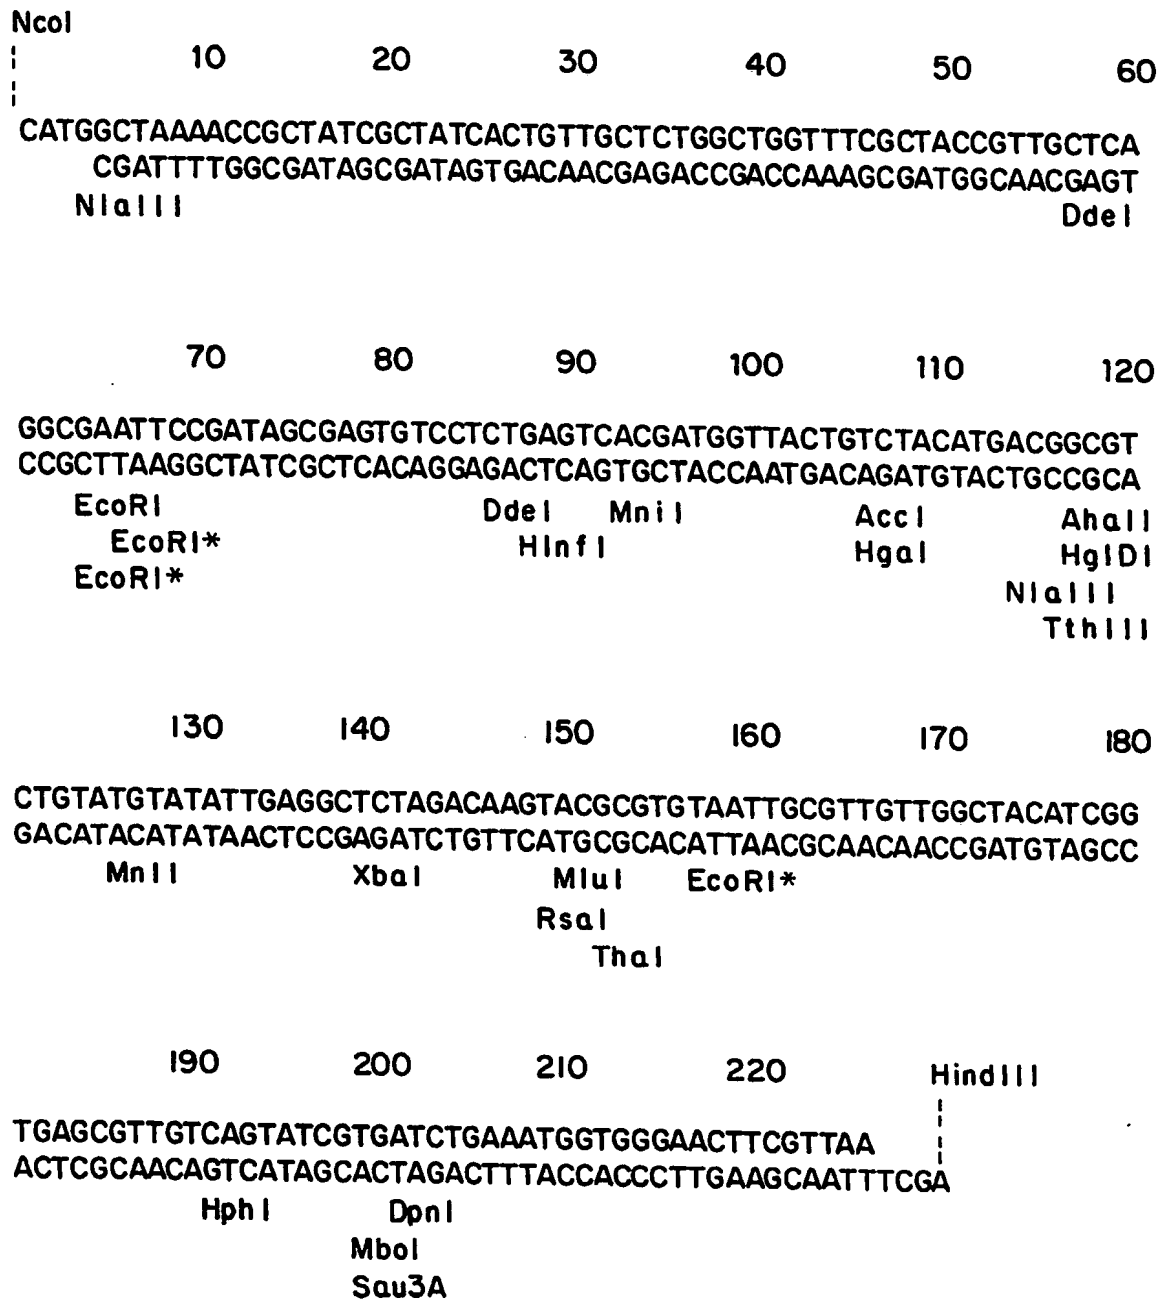 NcoI
10 20 30 40 50 60
CATGGCTAAAACCGCTATCGCTATCACTGTTGCTCTGGCTGGTTTCGCTACCGTTGCTCA
CGATTTTGGCGATAGCGATAGTGACAACGAGACCGACCAAAGCGATGGCAACGAGT
NlaIII DdeI
70 80 90 100 110 120
GGCGAATTCCGATAGCGAGTGTCCTCTGAGTCACGATGGTTACTGTCTACATGACGGCGT
CCGCTTAAGGCTATCGCTCACAGGAGACTCAGTGCTACCAATGACAGATGTACTGCCGCA
EcoRI DdeI MniI AccI AhaII
EcoRI* HInfI HgaI HgIDI
EcoRI*
NlaIII
TthIII
130 140 150 160 170 180
CTGTATGTATATTGAGGCTCTAGACAAGTACGCGTGTAATTGCGTTGTTGGCTACATCGG
GACATACATATAACTCCGAGATCTGTTCATGCGCACATTAACGCAACAACCGATGTAGCC
MnlI XbaI MluI EcoRI*
RsaI
ThaI
190 200 210 220 HindIII
TGAGCGTTGTCAGTATCGTGATCTGAAATGGTGGGAACTTCGTTAA
ACTCGCAACAGTCATAGCACTAGACTTTACCACCCTTGAAGCAATTTCGA
HphI DpnI
MboI
Sau3A